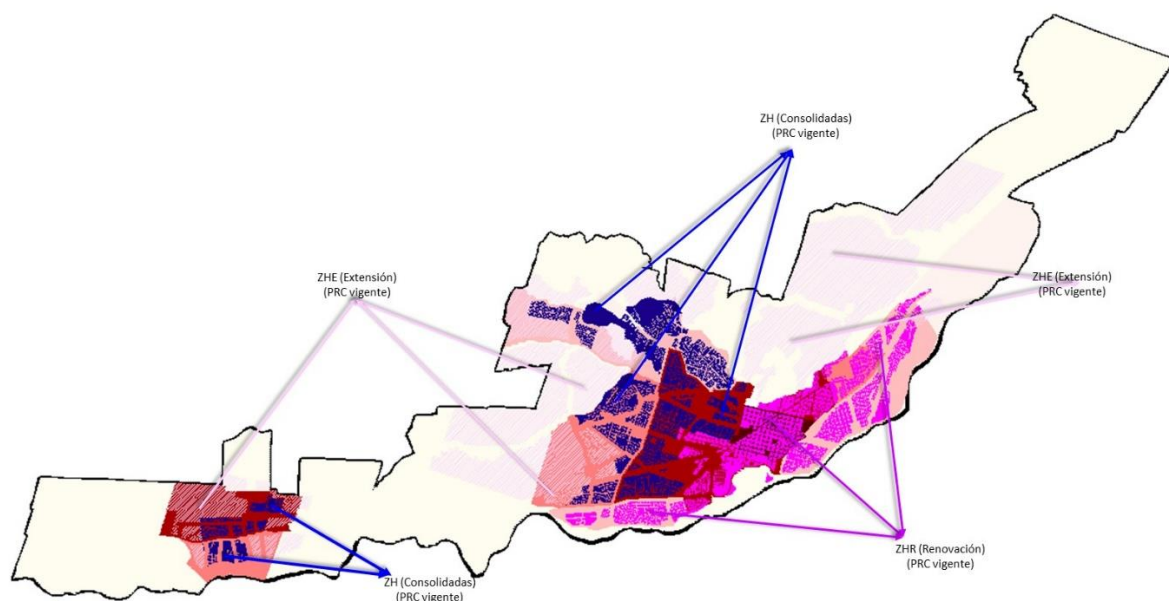 ZH (Consolidadas)
(PRC vigente)
ZHE (Extensión)
(PRC vigente)
ZHE (Extensión)
(PRC vigente)
ZHR (Renovación)
(PRC vigente)
ZH (Consolidadas)
(PRC vigente)